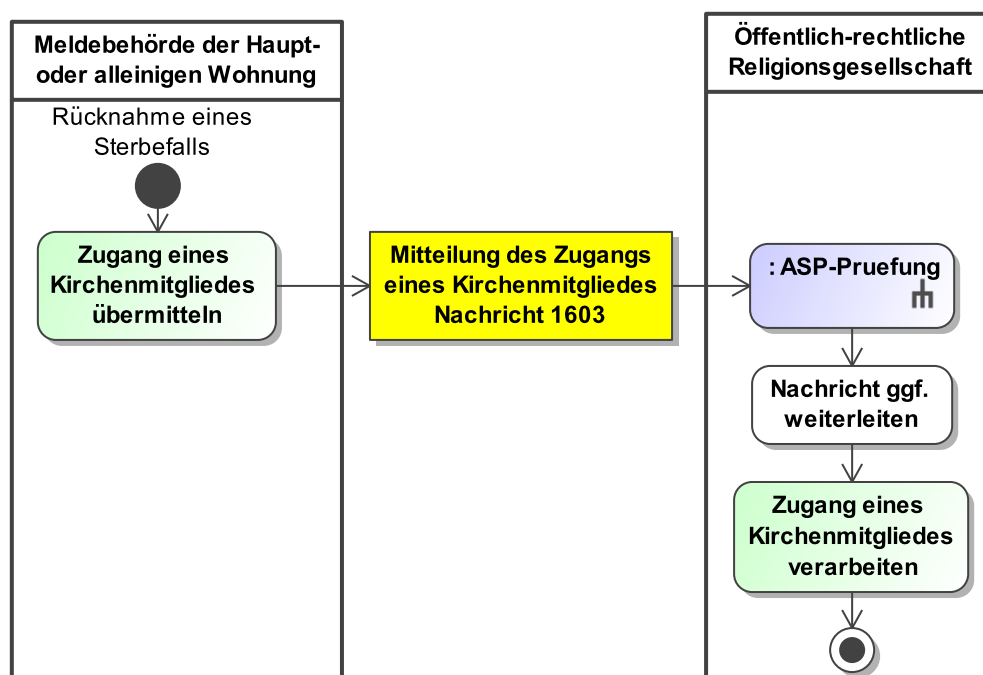 Meldebehörde der Haupt-
oder alleinigen Wohnung
Öffentlich-rechtliche
Religionsgesellschaft
Rücknahme eines
Sterbefalls
Zugang eines
Kirchenmitgliedes
übermitteln
Mitteilung des Zugangs
eines Kirchenmitgliedes
Nachricht 1603
: ASP-Pruefung
Nachricht ggf.
weiterleiten
Zugang eines
Kirchenmitgliedes
verarbeiten